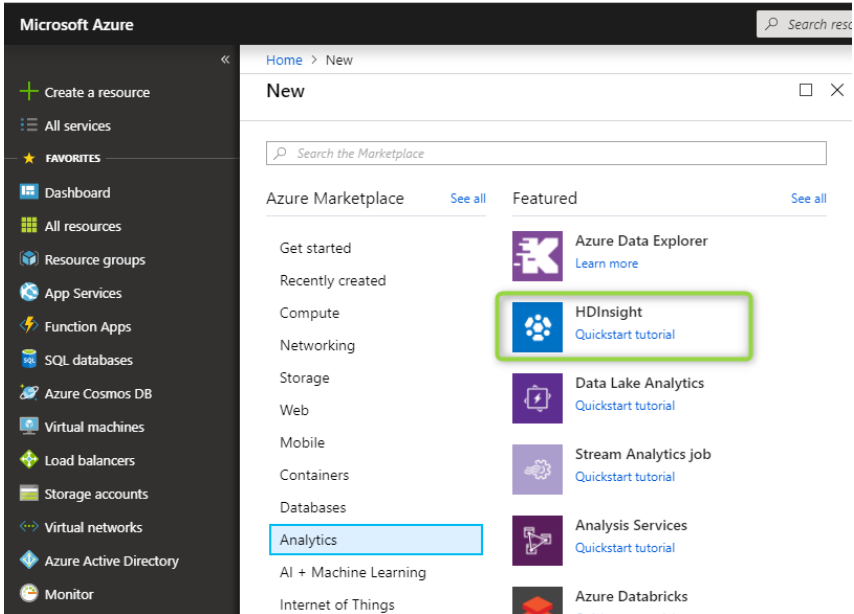 Microsoft Azure
Search reso
«
Create a resource
All services
FAVORITES
Dashboard
All resources
Resource groups
App Services
Function Apps
SQL databases
Azure Cosmos DB
Virtual machines
Load balancers
Storage accounts
Virtual networks
Azure Active Directory
Monitor
Home > New
New
Search the Marketplace
Azure Marketplace See all
Get started
Recently created
Compute
Networking
Storage
Web
Mobile
Containers
Databases
Analytics
AI + Machine Learning
Internet of Things
Featured See all
Azure Data Explorer
Learn more
HDInsight
Quickstart tutorial
Data Lake Analytics
Quickstart tutorial
Stream Analytics job
Quickstart tutorial
Analysis Services
Quickstart tutorial
Azure Databricks